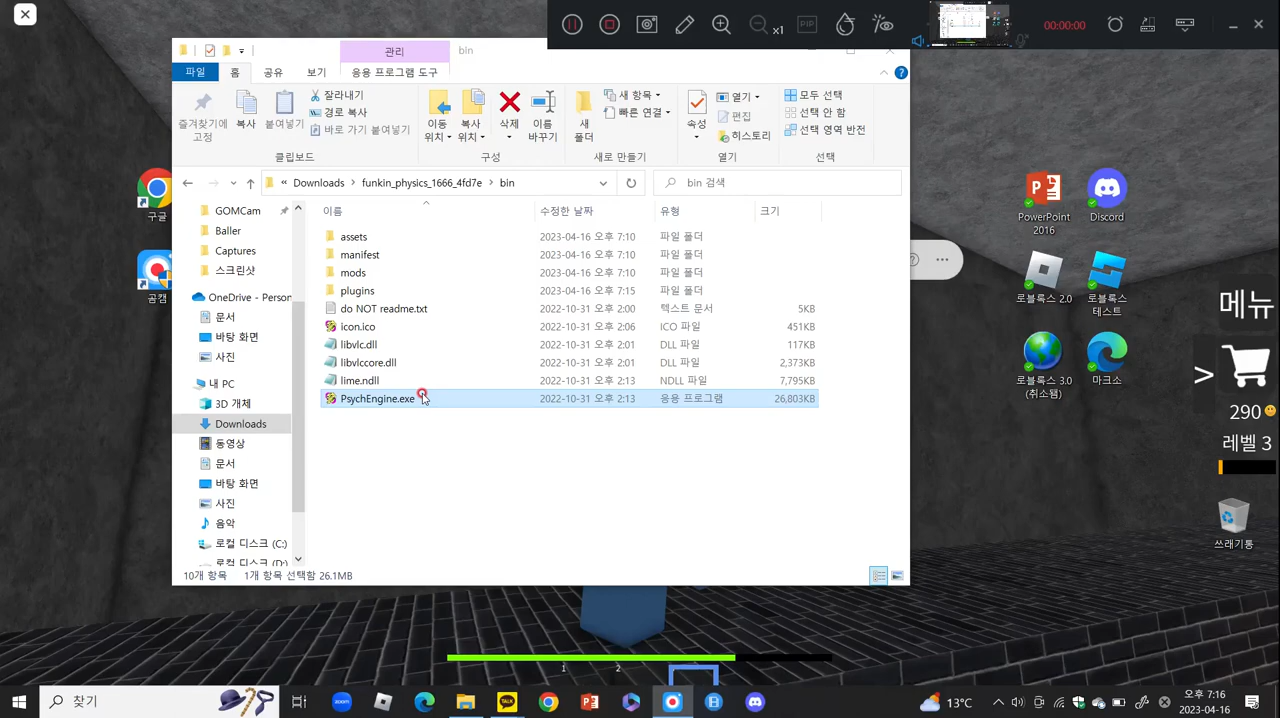 x1
PIP
00:00:00
관리
bin
파일
홈
공유
보기
응용 프로그램 도구
즐겨찾기에
고정
복사
붙여넣기
잘라내기
경로 복사
바로 가기 붙여넣기
클립보드
이동
위치
복사
위치
삭제
이름
바꾸기
구성
새
폴더
새 항목
빠른 연결
새로 만들기
속성
열기
편집
히스토리
열기
모두 선택
선택 안 함
선택 영역 반전
선택
« Downloads > funkin_physics_1666_4fd7e > bin
bin 검색
이름 수정한 날짜 유형 크기
assets 2023-04-16 오후 7:10 파일 폴더
manifest 2023-04-16 오후 7:10 파일 폴더
mods 2023-04-16 오후 7:10 파일 폴더
plugins 2023-04-16 오후 7:15 파일 폴더
do NOT readme.txt 2022-10-31 오후 2:00 텍스트 문서 5KB
icon.ico 2022-10-31 오후 2:00 ICO 파일 451KB
libvlc.dll 2022-10-31 오후 2:01 DLL 파일 117KB
libvlccore.dll 2022-10-31 오후 2:01 DLL 파일 2,373KB
lime.ndll 2022-10-31 오후 2:13 NDLL 파일 7,795KB
PsychEngine.exe 2022-10-31 오후 2:13 응용 프로그램 26,803KB
GOMCam
Baller
Captures
스크린샷
OneDrive - Person
문서
바탕 화면
사진
내 PC
3D 개체
Downloads
동영상
문서
바탕 화면
사진
음악
로컬 디스크 (C:)
로컬 디스크 (D:)
10개 항목 1개 항목 선택함 26.1MB
구글
곰캠
PowerPoint
2016
Discord
로블록스 2.0
로블록스
테스트
로블록스 3.0
(취소됌)
마크소
메뉴
>
290
레벨 3
쓰레기통
1
2
찾기
zoom
TALK
13℃
오후 7:16
2023-04-16